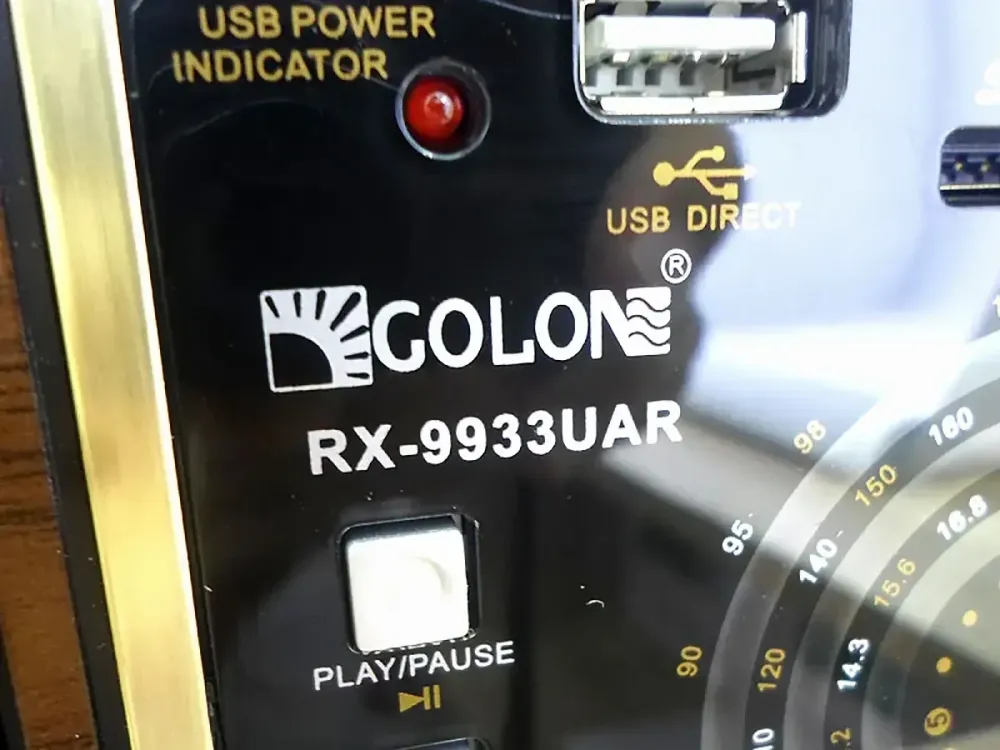 USB POWER
INDICATOR
USB DIRECT
GOLON®
RX-9933UAR
98
160
150
16.8
95
140
15.6
90
120
14.3
PLAY/PAUSE